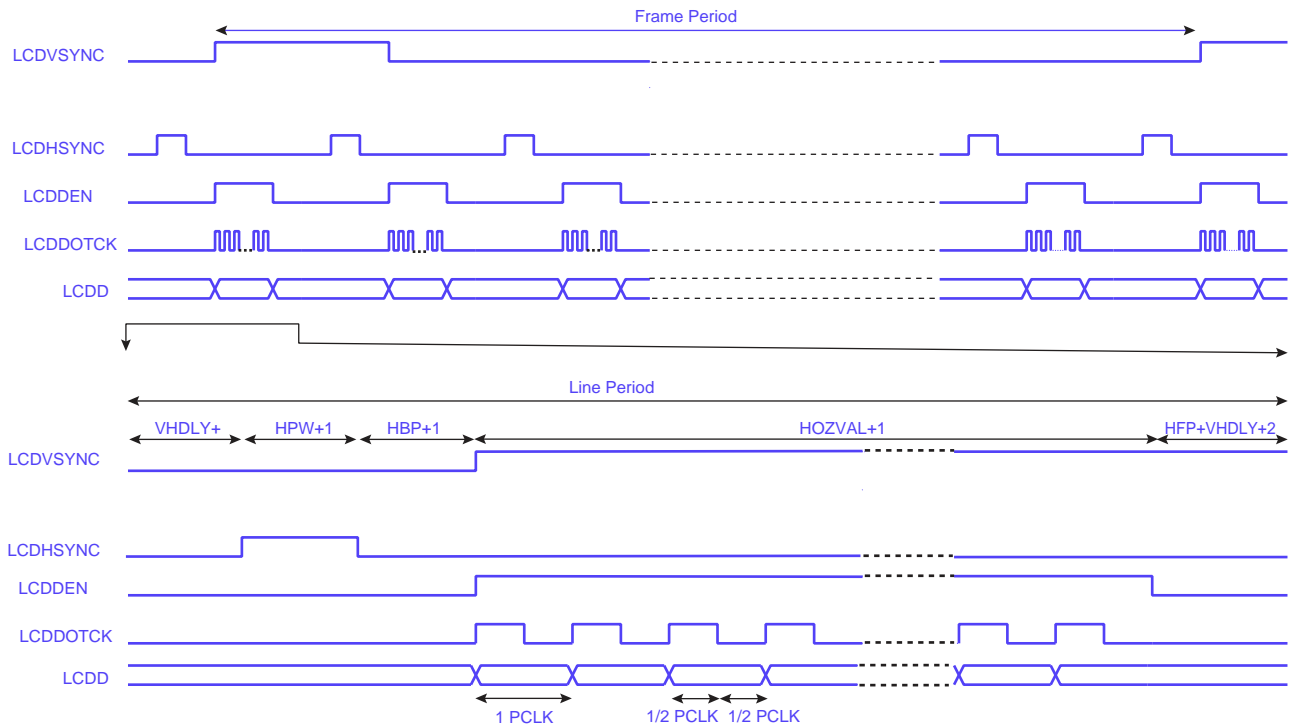 Frame Period
LCDVSYNC
LCDHSYNC
LCDDEN
LCDDOTCK
LCDD
Line Period
VHDLY+ HPW+1 HBP+1 HOZVAL+1 HFP+VHDLY+2
LCDVSYNC
LCDHSYNC
LCDDEN
LCDDOTCK
LCDD
1 PCLK 1/2 PCLK 1/2 PCLK